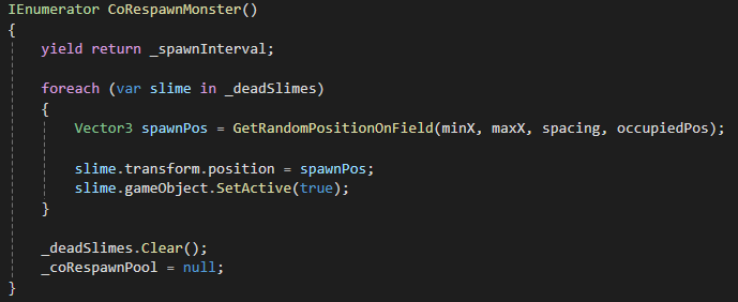 IEnumerator CoRespawnMonster()
{
    yield return _spawnInterval;

    foreach (var slime in _deadSlimes)
    {
        Vector3 spawnPos = GetRandomPositionOnField(minX, maxX, spacing, occupiedPos);

        slime.transform.position = spawnPos;
        slime.gameObject.SetActive(true);
    }

    _deadSlimes.Clear();
    _coRespawnPool = null;
}